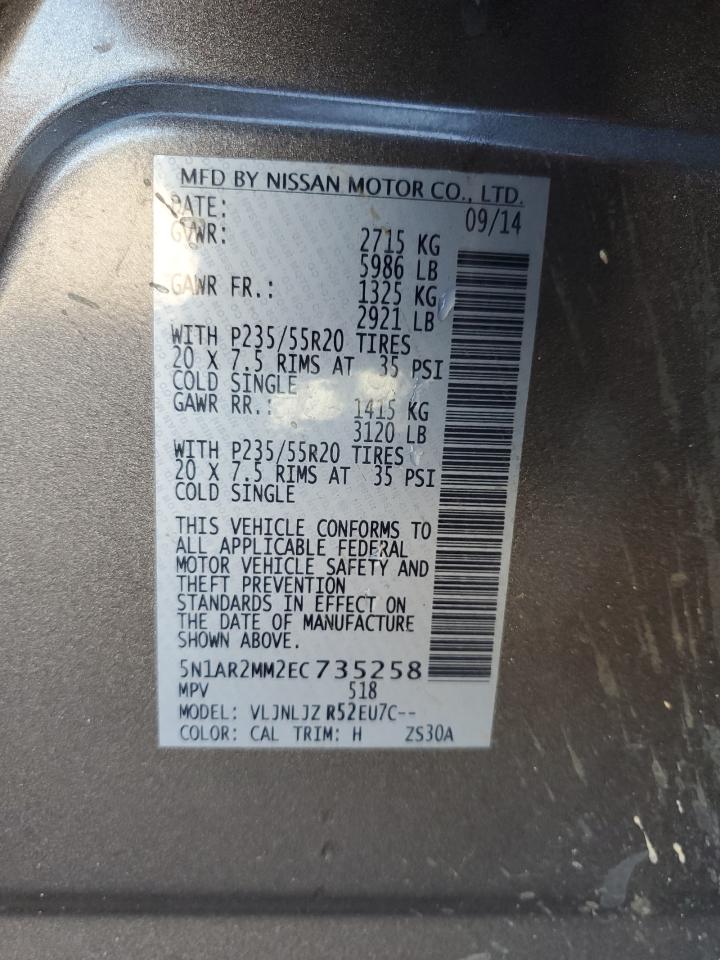 MFD BY NISSAN MOTOR CO., LTD.
DATE: 09/14
GVWR: 2715 KG
5986 LB
GAWR FR.: 1325 KG
2921 LB
WITH P235/55R20 TIRES
20 X 7.5 RIMS AT 35 PSI
COLD SINGLE
GAWR RR.: 1415 KG
3120 LB
WITH P235/55R20 TIRES
20 X 7.5 RIMS AT 35 PSI
COLD SINGLE
THIS VEHICLE CONFORMS TO
ALL APPLICABLE FEDERAL
MOTOR VEHICLE SAFETY AND
THEFT PREVENTION
STANDARDS IN EFFECT ON
THE DATE OF MANUFACTURE
SHOWN ABOVE.
5N1AR2MM2EC735258
MPV 518
MODEL: VLJNLJZ R52EU7C--
COLOR: CAL TRIM: H ZS30A